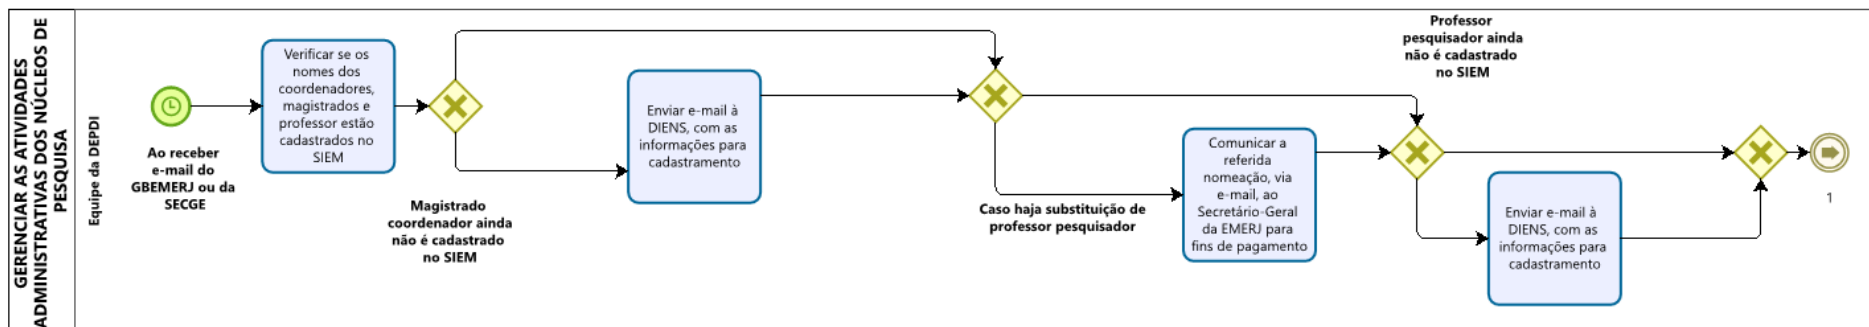 GERENCIAR AS ATIVIDADES
ADMINISTRATIVAS DOS NÚCLEOS DE
PESQUISA
Equipe da DEPDI
Ao receber
e-mail do
GBEMERJ ou da
SECGE
Verificar se os
nomes dos
coordenadores,
magistrados e
professor estão
cadastrados no
SIEM
Magistrado
coordenador ainda
não é cadastrado
no SIEM
Enviar e-mail à
DIENS, com as
informações para
cadastramento
Caso haja substituição de
professor pesquisador
Comunicar a
referida
nomeação, via
e-mail, ao
Secretário-Geral
da EMERJ para
fins de pagamento
Professor
pesquisador ainda
não é cadastrado
no SIEM
Enviar e-mail à
DIENS, com as
informações para
cadastramento
1